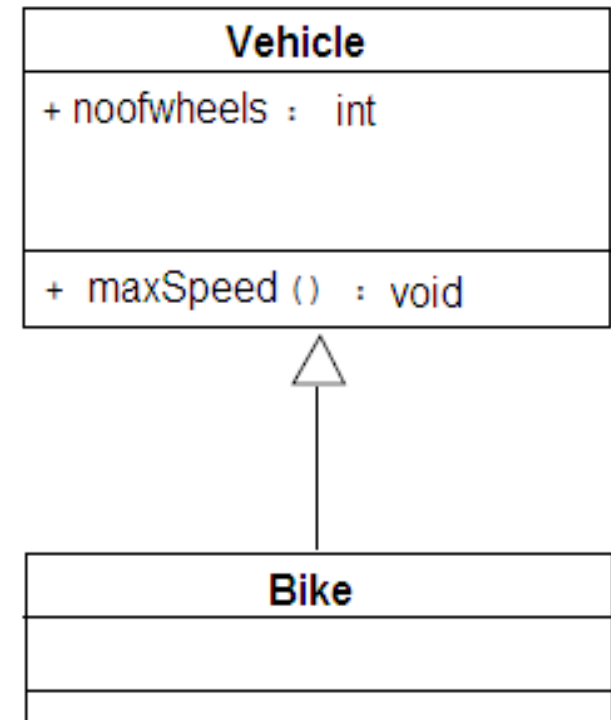 Vehicle
+ noofwheels : int
+ maxSpeed () : void
Bike